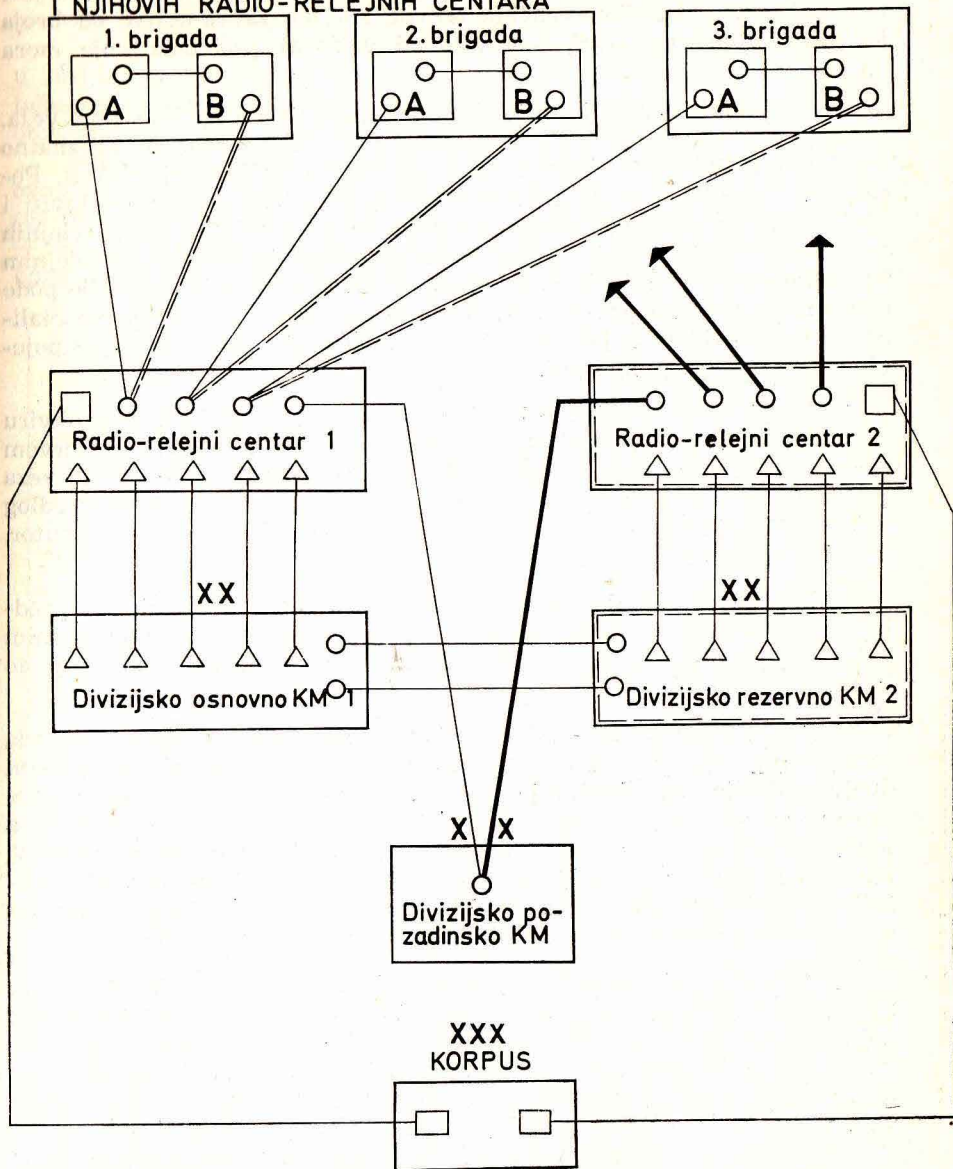 I NJIHOVIH RADIO-RELEJNIH CENTARA
1. brigada
2. brigada
3. brigada
A
B
A
B
A
B
Radio-relejni centar 1
Radio-relejni centar 2
XX
XX
Divizijsko osnovno KM 1
Divizijsko rezervno KM 2
X X
Divizijsko po-
zadinsko KM
XXX
KORPUS